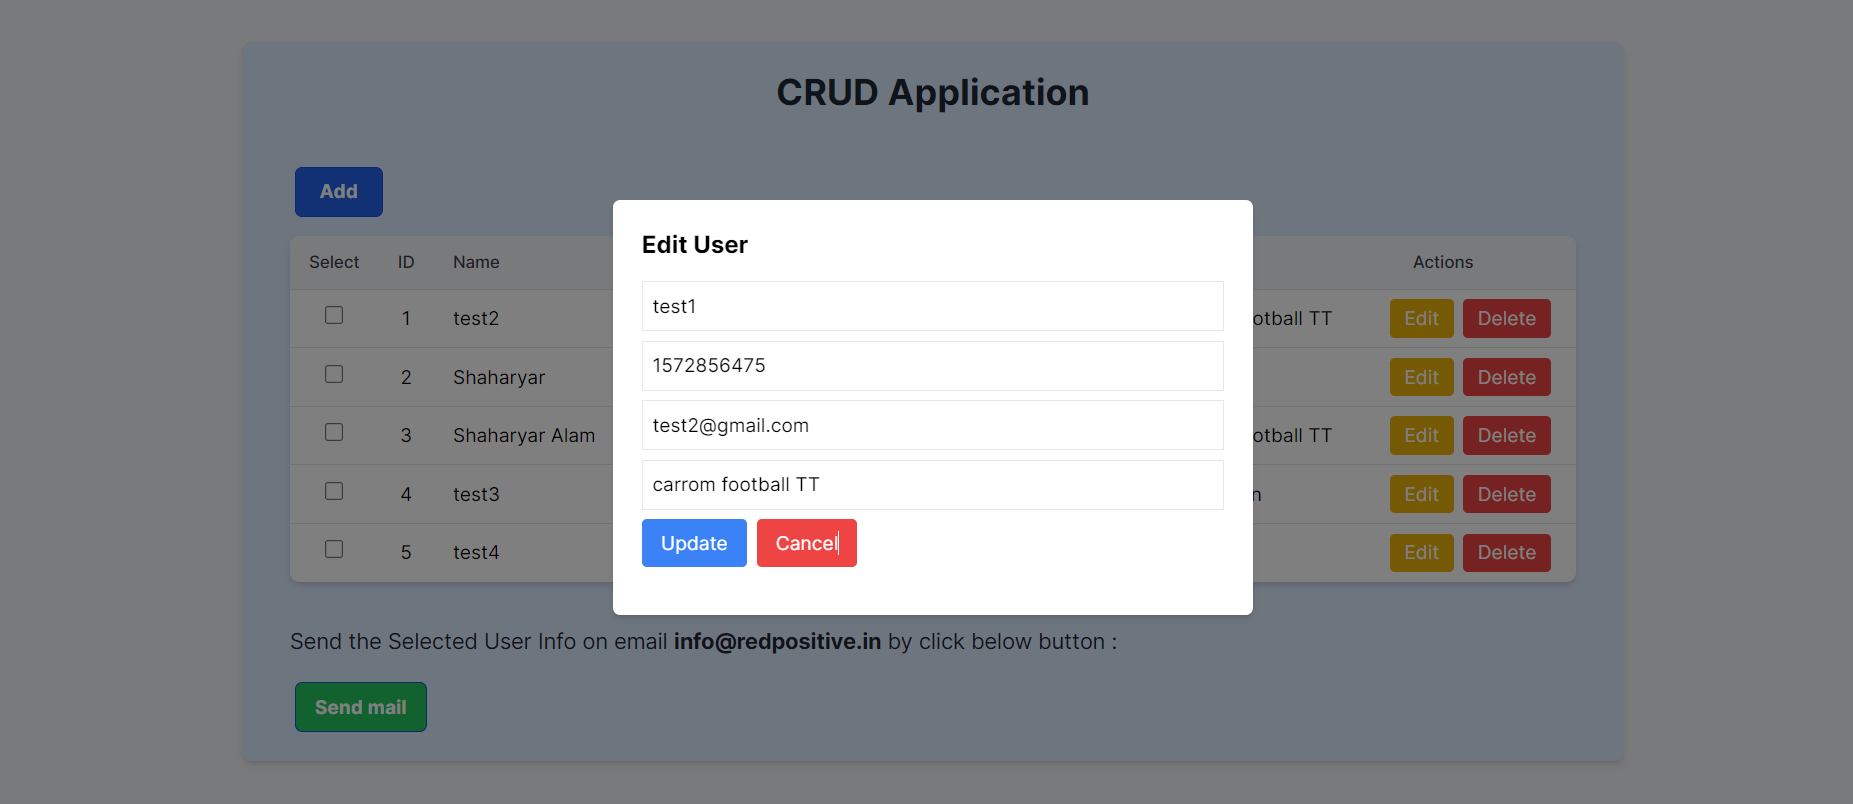 CRUD Application
Add
Select ID Name Actions
1 test2 otball TT Edit Delete
2 Shaharyar Edit Delete
3 Shaharyar Alam otball TT Edit Delete
4 test3 n Edit Delete
5 test4 Edit Delete
Edit User
test1
1572856475
test2@gmail.com
carrom football TT
Update Cancel
Send the Selected User Info on email info@redpositive.in by click below button :
Send mail